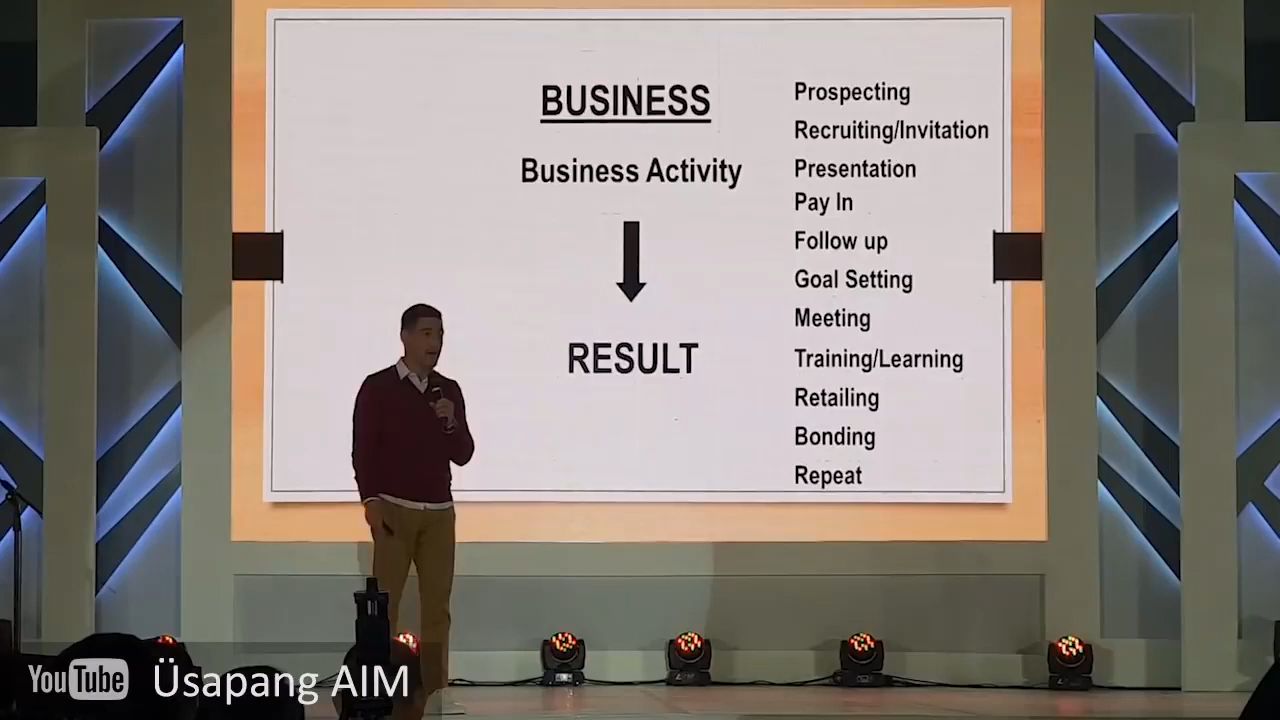 BUSINESS
Business Activity
RESULT
Prospecting
Recruiting/Invitation
Presentation
Pay In
Follow up
Goal Setting
Meeting
Training/Learning
Retailing
Bonding
Repeat
YouTube Üsapang AIM